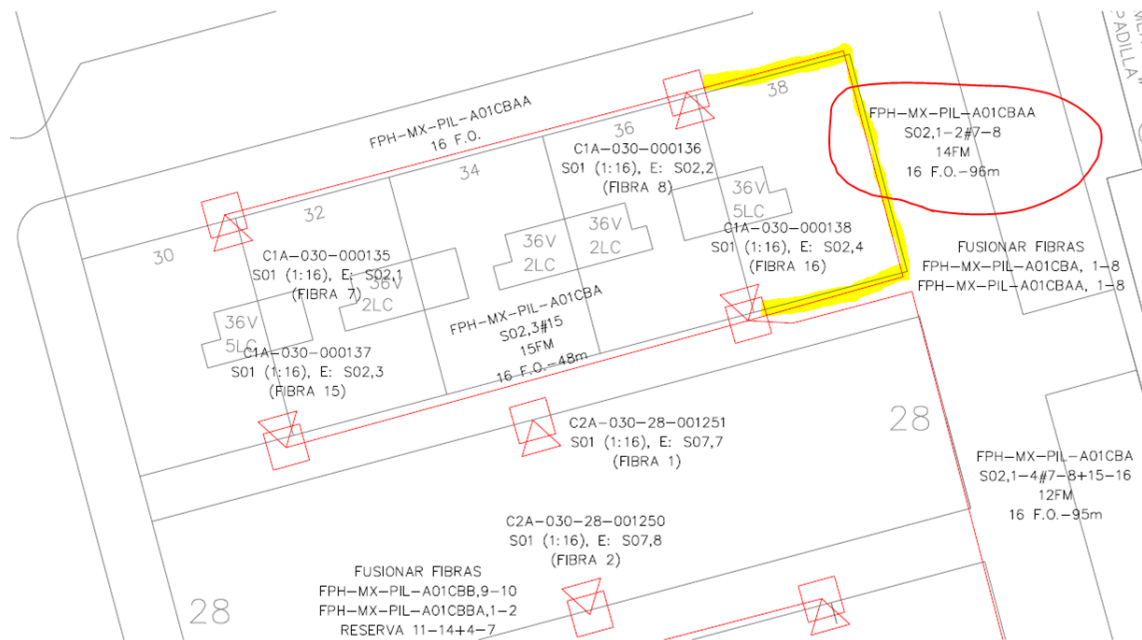 MEN
PADILLA"
FPH-MX-PIL-A01CBAA
16 F.O.
38
FPH-MX-PIL-A01CBAA
S02,1-2#7-8
14FM
16 F.O.-96m
36
C1A-030-000136
S01 (1:16), E: S02,2
(FIBRA 8)
34
36V
5LC
32
36V
2LC
36V
2LC
C1A-030-000138
S01 (1:16), E: S02,4
(FIBRA 16)
30
C1A-030-000135
S01 (1:16), E: S02,1
(FIBRA 7)
36V
2LC
FUSIONAR FIBRAS
FPH-MX-PIL-A01CBA, 1-8
FPH-MX-PIL-A01CBAA, 1-8
FPH-MX-PIL-A01CBA
S02,3#15
15FM
16 F.O.-48m
36V
5LC
C1A-030-000137
S01 (1:16), E: S02,3
(FIBRA 15)
28
C2A-030-28-001251
S01 (1:16), E: S07,7
(FIBRA 1)
FPH-MX-PIL-A01CBA
S02,1-4#7-8+15-16
12FM
16 F.O.-95m
C2A-030-28-001250
S01 (1:16), E: S07,8
(FIBRA 2)
FUSIONAR FIBRAS
FPH-MX-PIL-A01CBB,9-10
FPH-MX-PIL-A01CBBA,1-2
RESERVA 11-14+4-7
28